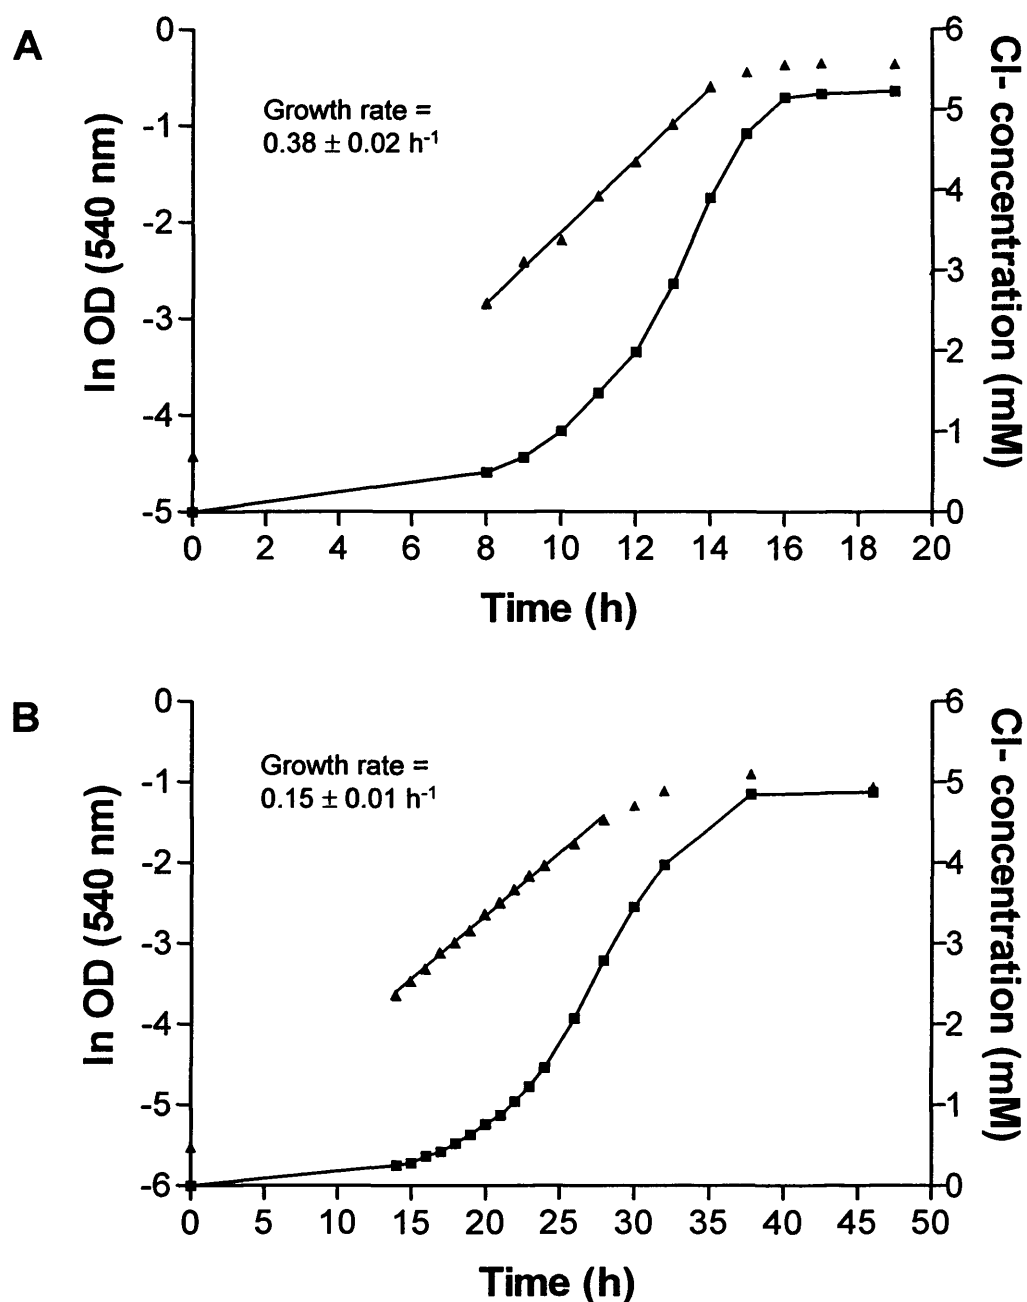 A
0
-1
-2
-3
-4
-5
ln OD (540 nm)
Growth rate =
0.38 ± 0.02 h-1
6
5
4
3
2
1
0
Cl- concentration (mM)
0 2 4 6 8 10 12 14 16 18 20
Time (h)
B
0
-1
-2
-3
-4
-5
-6
ln OD (540 nm)
Growth rate =
0.15 ± 0.01 h-1
6
5
4
3
2
1
0
Cl- concentration (mM)
0 5 10 15 20 25 30 35 40 45 50
Time (h)